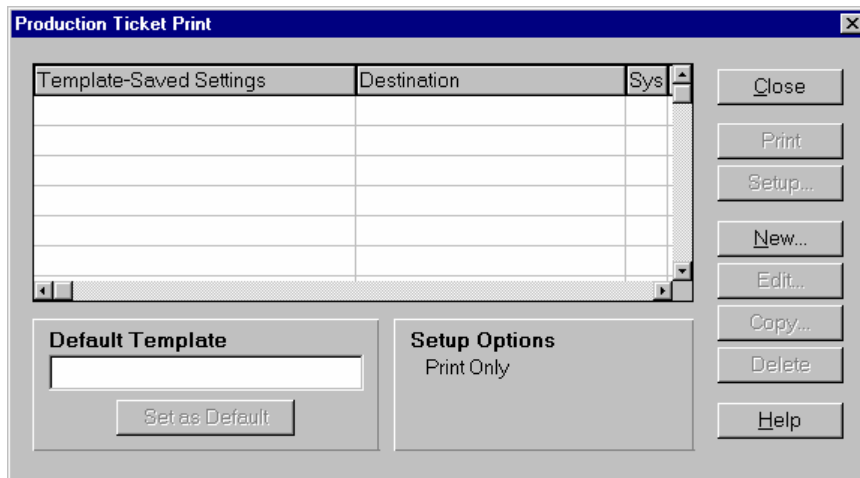 Production Ticket Print
Template-Saved Settings Destination Sys
Close
Print
Setup...
New...
Edit...
Copy...
Delete
Help
Default Template
Set as Default
Setup Options
Print Only